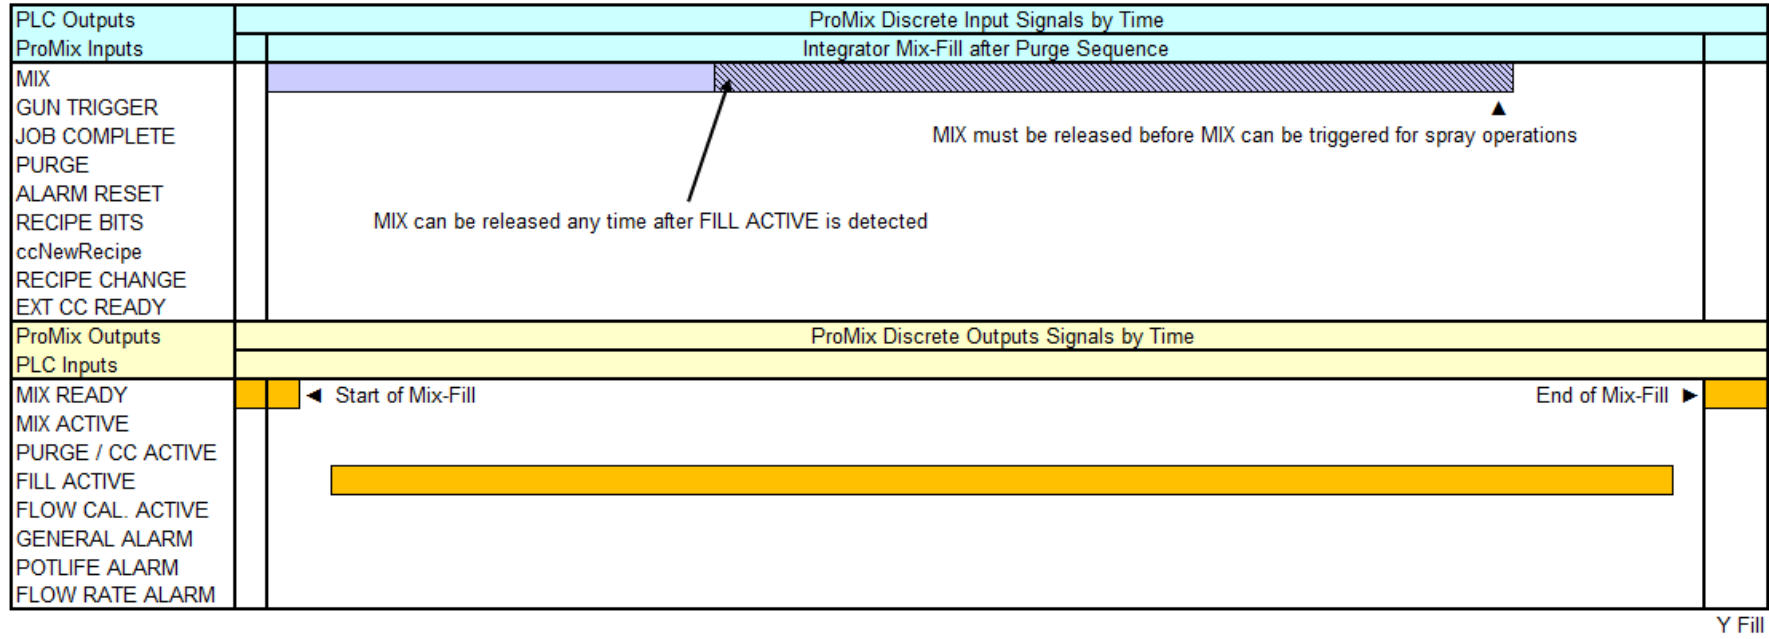 PLC Outputs
ProMix Discrete Input Signals by Time
ProMix Inputs
Integrator Mix-Fill after Purge Sequence
MIX
GUN TRIGGER
JOB COMPLETE
MIX must be released before MIX can be triggered for spray operations
PURGE
ALARM RESET
RECIPE BITS
MIX can be released any time after FILL ACTIVE is detected
ccNewRecipe
RECIPE CHANGE
EXT CC READY
ProMix Outputs
ProMix Discrete Outputs Signals by Time
PLC Inputs
MIX READY
Start of Mix-Fill
End of Mix-Fill
MIX ACTIVE
PURGE / CC ACTIVE
FILL ACTIVE
FLOW CAL. ACTIVE
GENERAL ALARM
POTLIFE ALARM
FLOW RATE ALARM
Y Fill